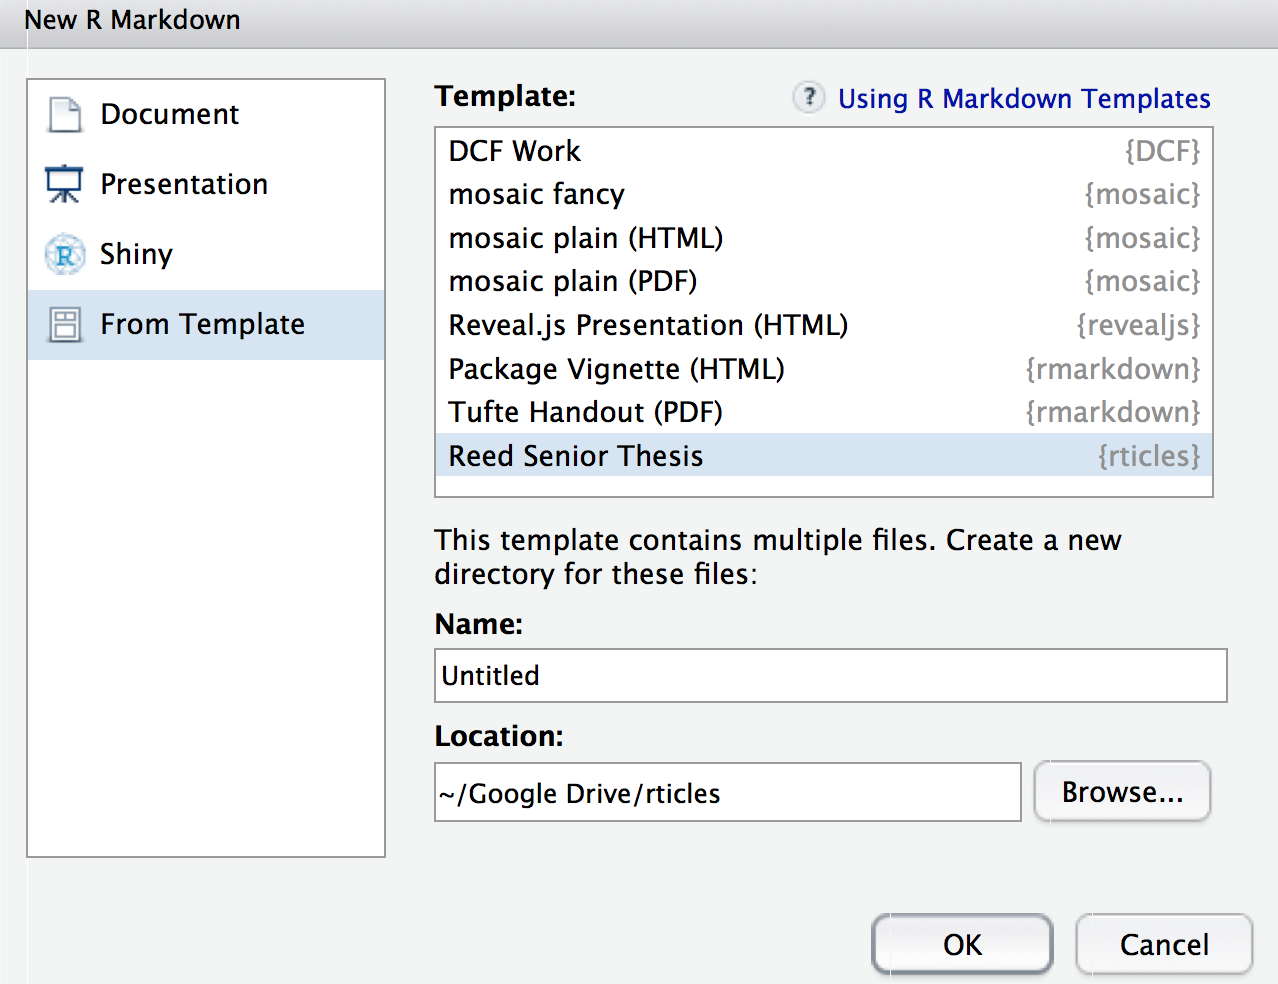 New R Markdown
Document
Presentation
Shiny
From Template
Template:
? Using R Markdown Templates
DCF Work {DCF}
mosaic fancy {mosaic}
mosaic plain (HTML) {mosaic}
mosaic plain (PDF) {mosaic}
Reveal.js Presentation (HTML) {revealjs}
Package Vignette (HTML) {rmarkdown}
Tufte Handout (PDF) {rmarkdown}
Reed Senior Thesis {rticles}
This template contains multiple files. Create a new
directory for these files:
Name:
Untitled
Location:
~/Google Drive/rticles
Browse...
OK
Cancel